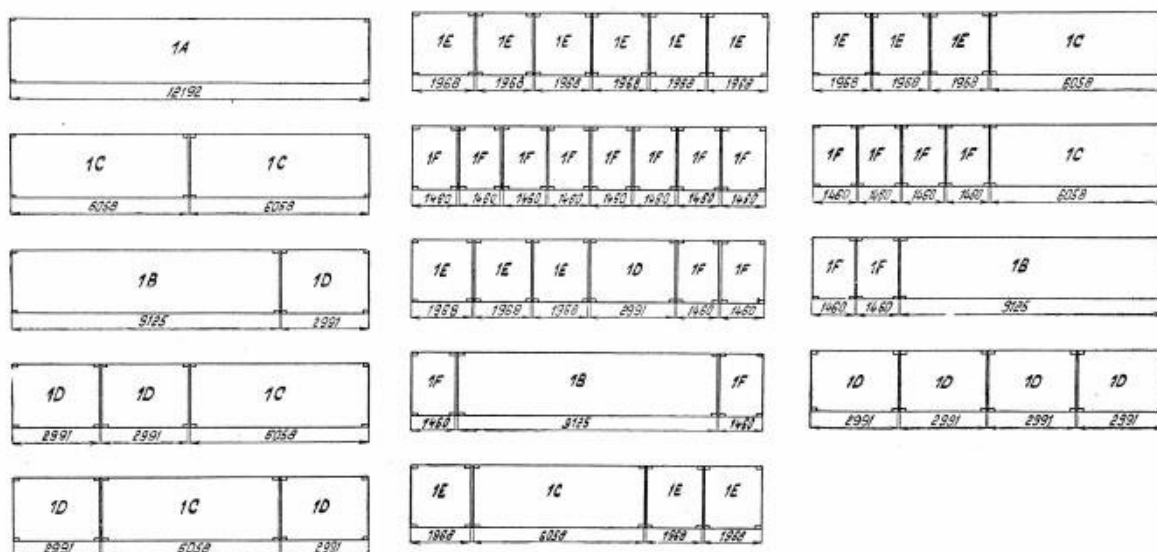 1A
12192
1C 1C
6058 6058
1B 1D
9125 2991
1D 1D 1C
2991 2991 6058
1D 1C 1D
2991 6058 2991
1E 1E 1E 1E 1E 1E
1968 1968 1968 1968 1968 1968
1F 1F 1F 1F 1F 1F 1F 1F
1460 1460 1460 1460 1460 1460 1460 1460
1E 1E 1E 1D 1F 1F
1968 1968 1968 2991 1460 1460
1F 1B 1F
1460 9125 1460
1E 1C 1E 1E
1968 6058 1968 1968
1E 1E 1E 1C
1968 1968 1968 6058
1F 1F 1F 1F 1C
1460 1460 1460 1460 6058
1F 1F 1B
1460 1460 9125
1D 1D 1D 1D
2991 2991 2991 2991